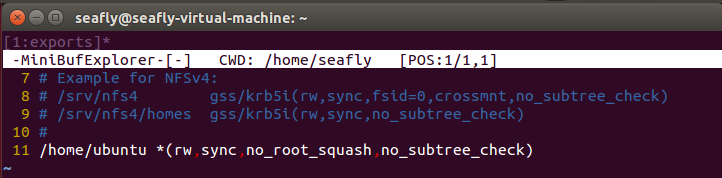 seafly@seafly-virtual-machine: ~
[1:exports]*
-MiniBufExplorer-[-]   CWD: /home/seafly   [POS:1/1,1]
7 # Example for NFSv4:
8 # /srv/nfs4        gss/krb5i(rw,sync,fsid=0,crossmnt,no_subtree_check)
9 # /srv/nfs4/homes  gss/krb5i(rw,sync,no_subtree_check)
10 #
11 /home/ubuntu *(rw,sync,no_root_squash,no_subtree_check)
~